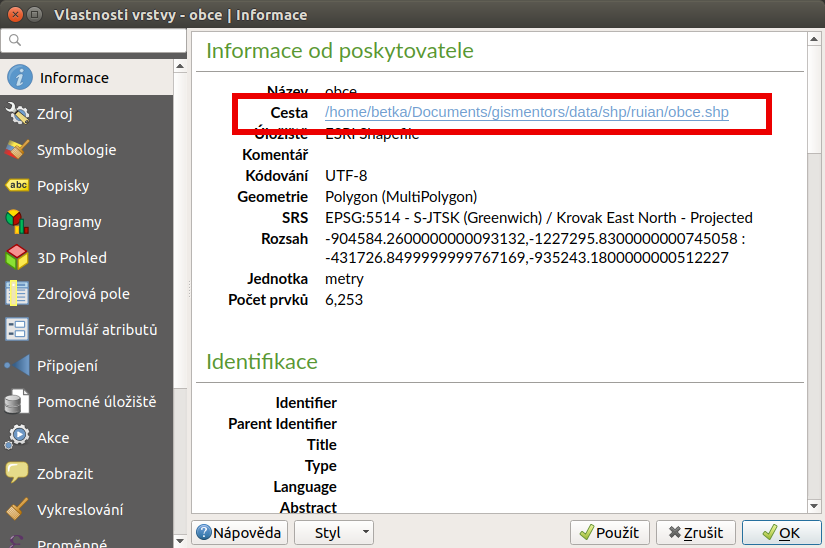 Vlastnosti vrstvy - obce | Informace
Informace
Zdroj
Symbologie
abc Popisky
Diagramy
3D Pohled
Zdrojová pole
Formulář atributů
Připojení
Pomocné úložiště
Akce
Zobrazit
Vykreslování
Proměnné
Informace od poskytovatele
Název obce
Cesta /home/betka/Documents/gismentors/data/shp/ruian/obce.shp
Úložiště ESRI Shapefile
Komentář
Kódování UTF-8
Geometrie Polygon (MultiPolygon)
SRS EPSG:5514 - S-JTSK (Greenwich) / Krovak East North - Projected
Rozsah -904584.2600000000093132,-1227295.8300000000745058 :
-431726.8499999999767169,-935243.1800000000512227
Jednotka metry
Počet prvků 6,253
Identifikace
Identifier
Parent Identifier
Title
Type
Language
Abstract
Nápověda
Styl
Použít
Zrušit
OK